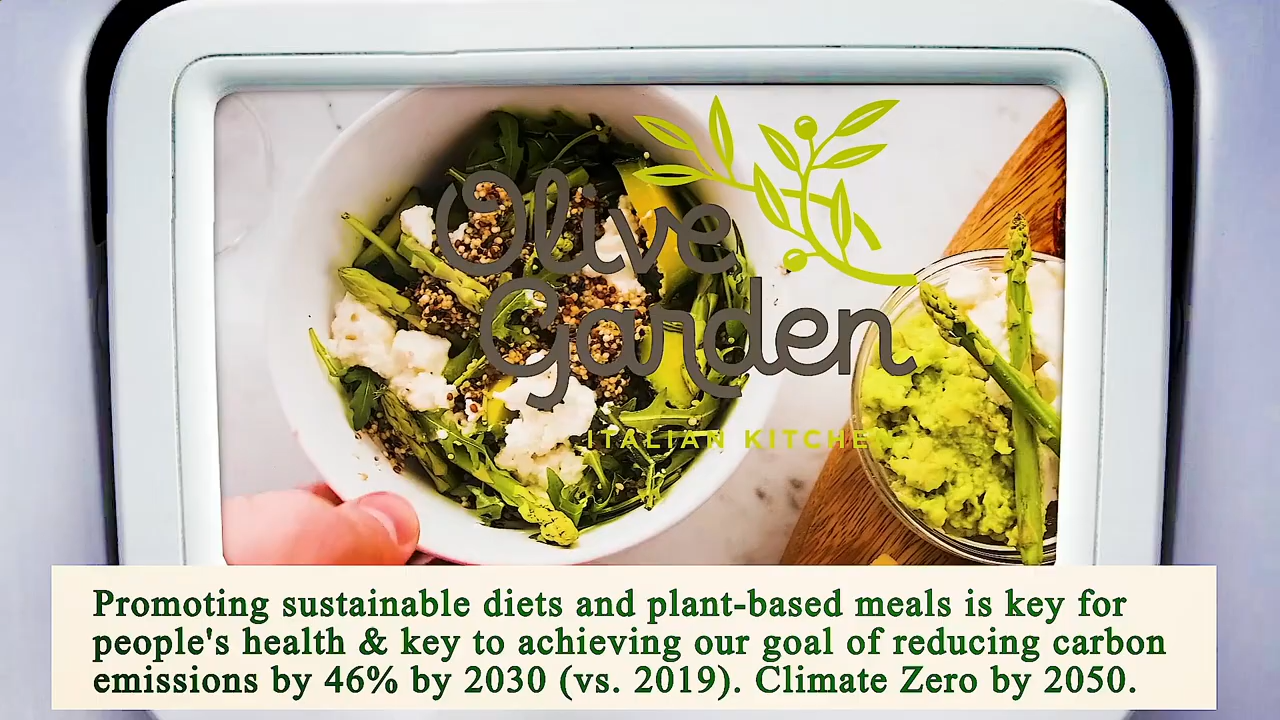 Olive
Garden
ITALIAN KITCHEN
Promoting sustainable diets and plant-based meals is key for
people's health & key to achieving our goal of reducing carbon
emissions by 46% by 2030 (vs. 2019). Climate Zero by 2050.